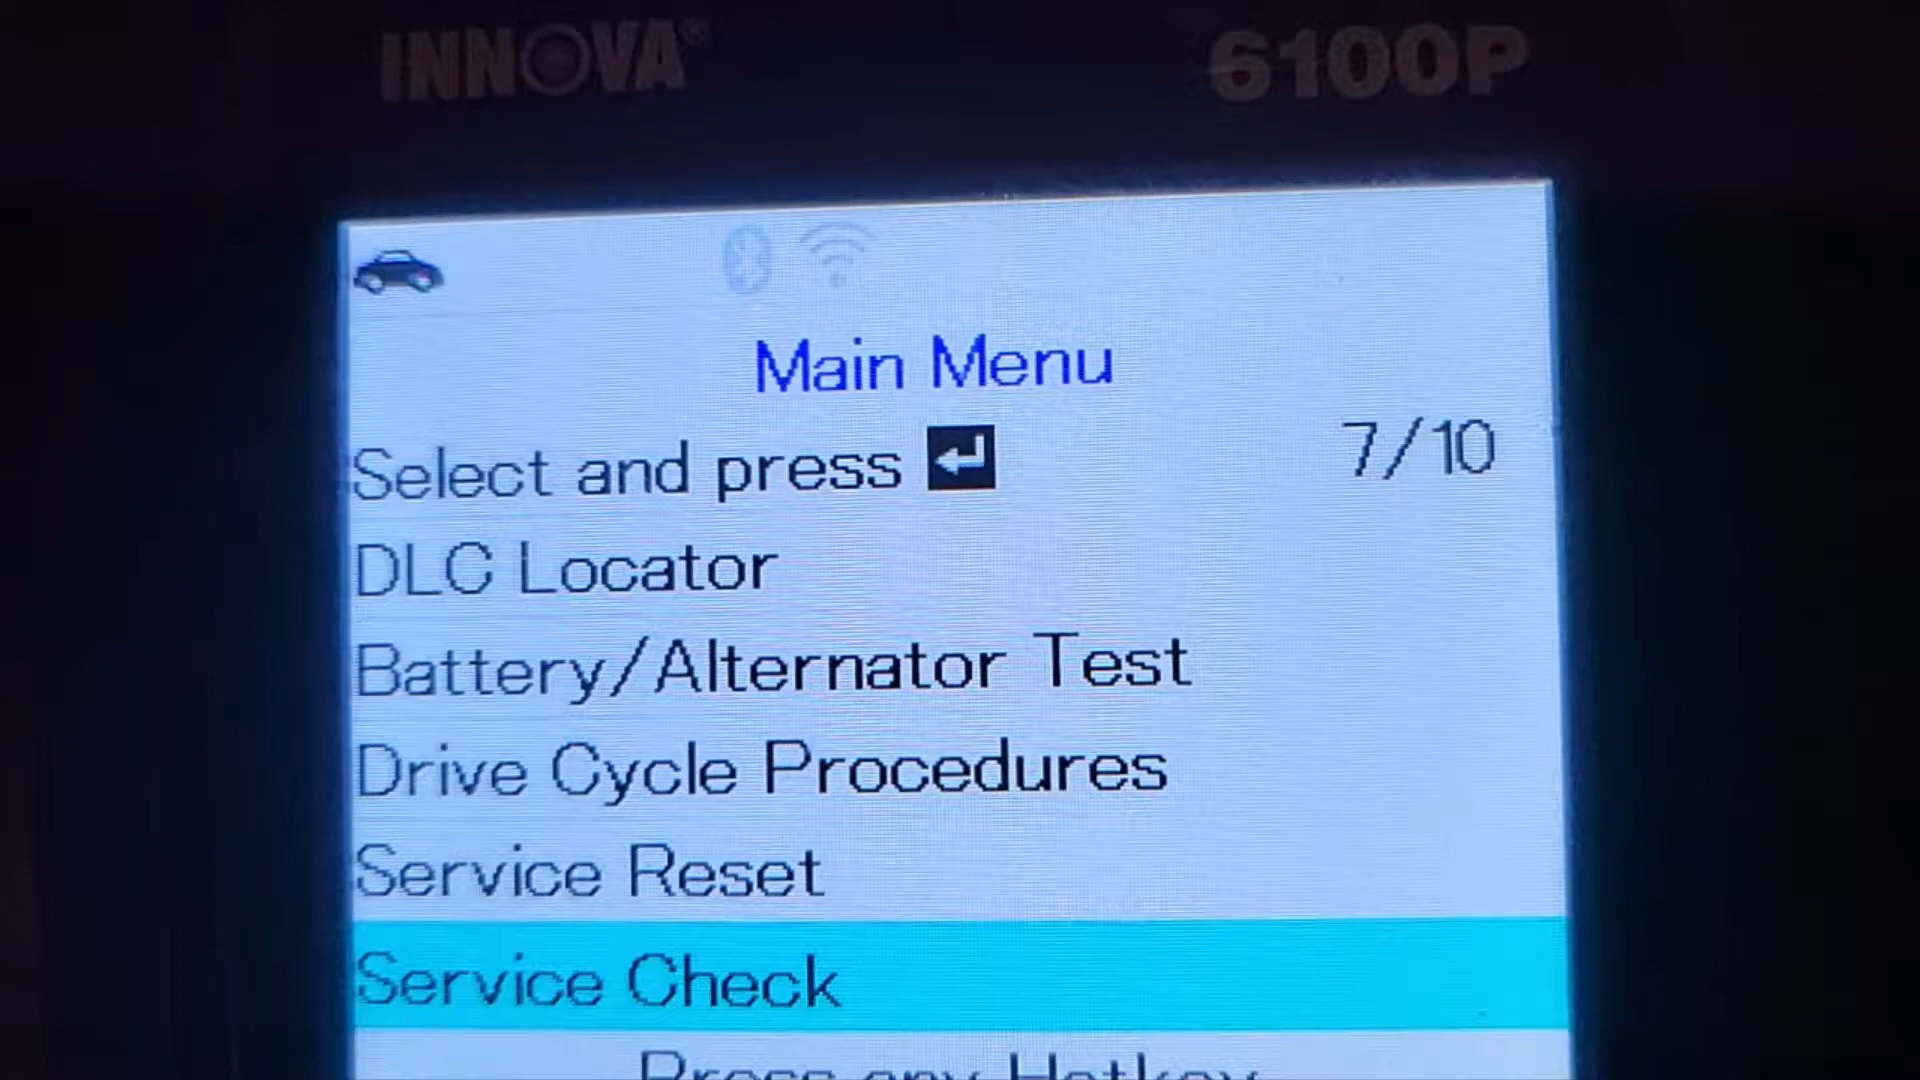 INNOVA® 6100P
Main Menu
Select and press 7/10
DLC Locator
Battery/Alternator Test
Drive Cycle Procedures
Service Reset
Service Check
Press any Hotkey